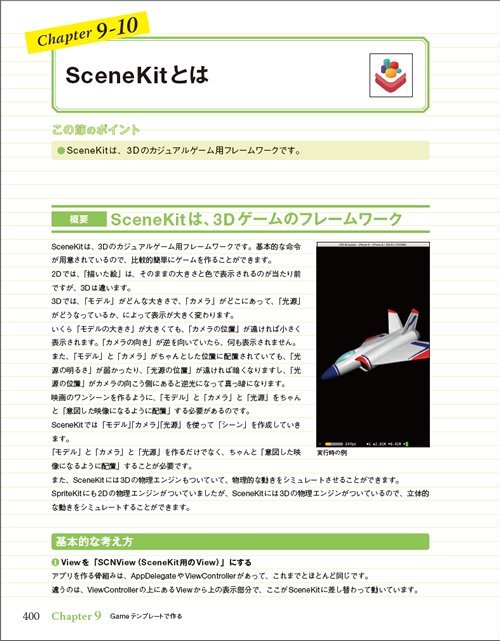 Chapter 9-10
SceneKitとは
この節のポイント
●SceneKitは、3Dのカジュアルゲーム用フレームワークです。
概要 SceneKitは、3Dゲームのフレームワーク
SceneKitは、3Dのカジュアルゲーム用フレームワークです。基本的な命令
が用意されているので、比較的簡単にゲームを作ることができます。
2Dでは、「描いた絵」は、そのままの大きさと色で表示されるのが当たり前
ですが、3Dは違います。
3Dでは、「モデル」がどんな大きさで、「カメラ」がどこにあって、「光源」
がどうなっているか、によって表示が大きく変わります。
いくら「モデルの大きさ」が大きくても、「カメラの位置」が遠ければ小さく
表示されます。「カメラの向き」が逆を向いていたら、何も表示されません。
また、「モデル」と「カメラ」がちゃんとした位置に配置されていても、「光
源の明るさ」が弱かったり、「光源の位置」が遠ければ暗くなりますし、「光
源の位置」がカメラの向こう側にあると逆光になって真っ暗になります。
映画のワンシーンを作るように、「モデル」と「カメラ」と「光源」をちゃん
と「意図した映像になるように配置」する必要があるのです。
SceneKitでは「モデル」「カメラ」「光源」を使って「シーン」を作成していき
ます。
「モデル」と「カメラ」と「光源」を作るだけでなく、ちゃんと「意図した映
像になるように配置」することが必要です。
また、SceneKitには3Dの物理エンジンもついていて、物理的な動きをシミュレートさせることができます。
SpriteKitにも2Dの物理エンジンがついていましたが、SceneKitには3Dの物理エンジンがついているので、立体的
な動きをシミュレートすることができます。
実行時の例
基本的な考え方
❶Viewを「SCNView（SceneKit用のView）」にする
アプリを作る骨組みは、AppDelegateやViewControllerがあって、これまでとほとんど同じです。
違うのは、ViewControllerの上にあるViewから上の表示部分で、ここがSceneKitに差し替わって動いています。
400 Chapter 9 Gameテンプレートで作る